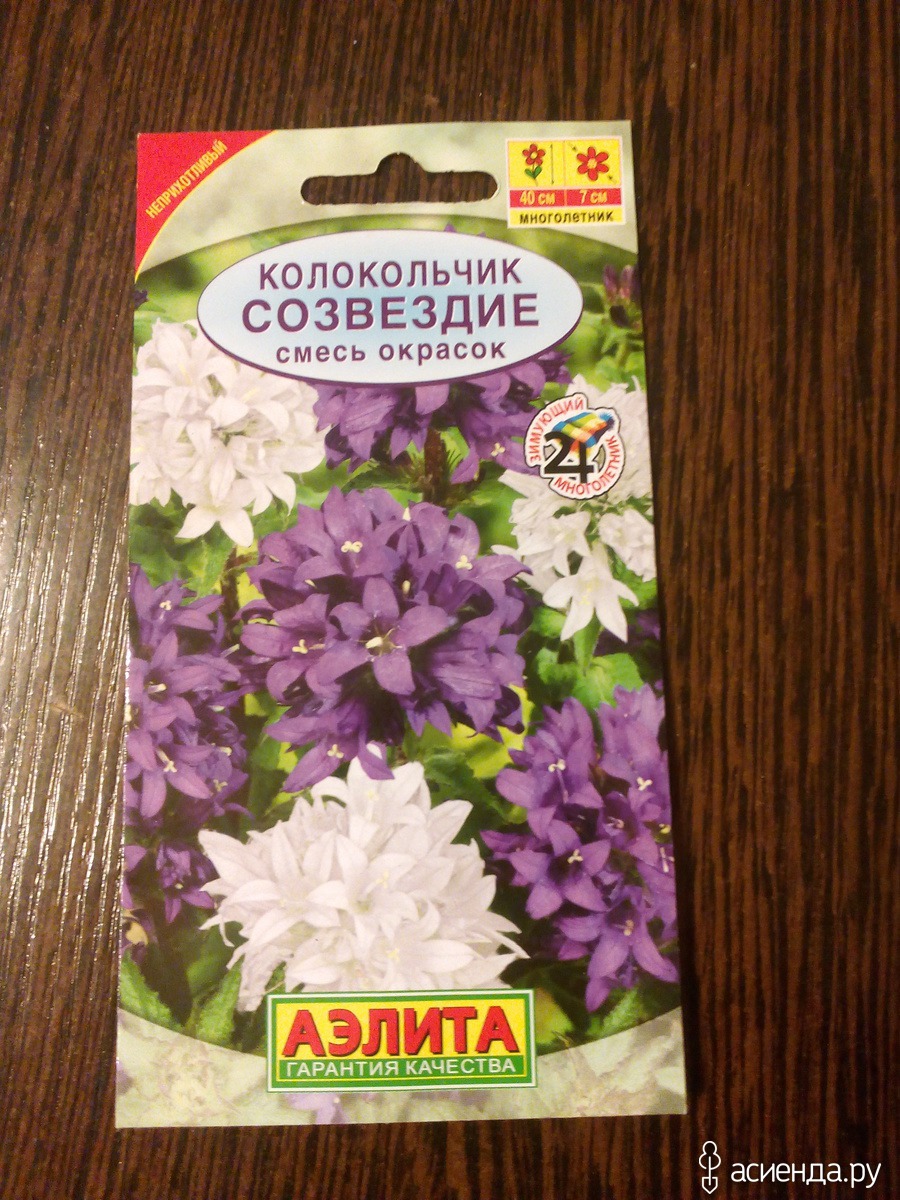 НЕПРИХОТЛИВЫЙ
40 см 7 см
многолетник
КОЛОКОЛЬЧИК
СОЗВЕЗДИЕ
смесь окрасок
ЗИМУЮЩИЙ
24
МНОГОЛЕТНИК
АЭЛИТА
ГАРАНТИЯ КАЧЕСТВА
асиенда.ру